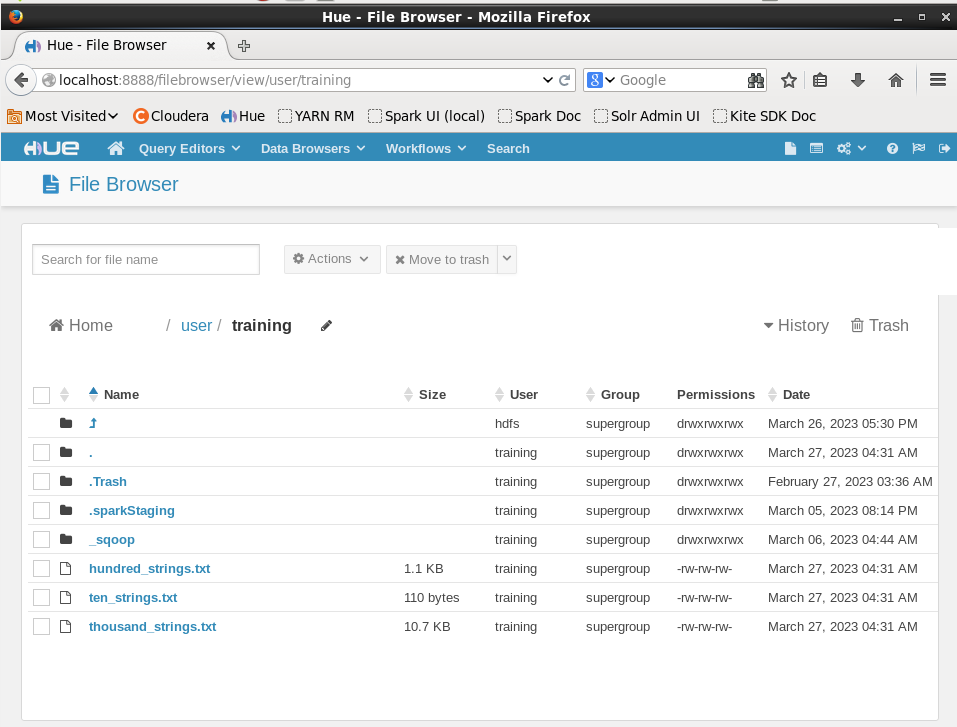 Hue - File Browser - Mozilla Firefox
Hue - File Browser
localhost:8888/filebrowser/view/user/training
Google
Most Visited Cloudera Hue YARN RM Spark UI (local) Spark Doc Solr Admin UI Kite SDK Doc
HUE Query Editors Data Browsers Workflows Search
File Browser
Search for file name Actions Move to trash
Home / user / training History Trash
Name Size User Group Permissions Date
hdfs supergroup drwxrwxrwx March 26, 2023 05:30 PM
. training supergroup drwxrwxrwx March 27, 2023 04:31 AM
.Trash training supergroup drwxrwxrwx February 27, 2023 03:36 AM
.sparkStaging training supergroup drwxrwxrwx March 05, 2023 08:14 PM
_sqoop training supergroup drwxrwxrwx March 06, 2023 04:44 AM
hundred_strings.txt 1.1 KB training supergroup -rw-rw-rw- March 27, 2023 04:31 AM
ten_strings.txt 110 bytes training supergroup -rw-rw-rw- March 27, 2023 04:31 AM
thousand_strings.txt 10.7 KB training supergroup -rw-rw-rw- March 27, 2023 04:31 AM